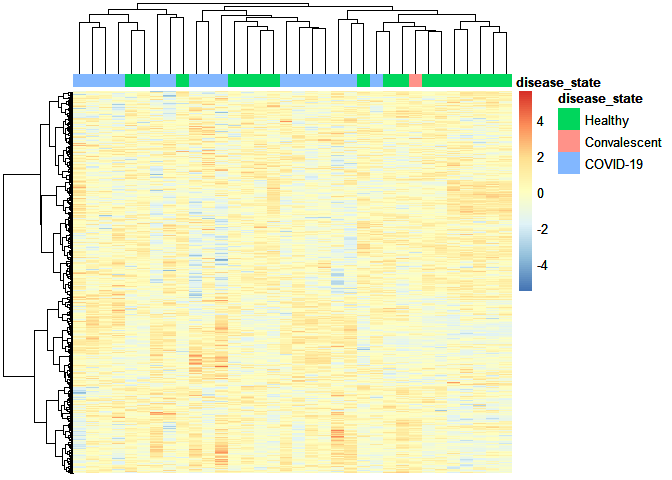 disease_state
disease_state
4
2
0
-2
-4
Healthy
Convalescent
COVID-19